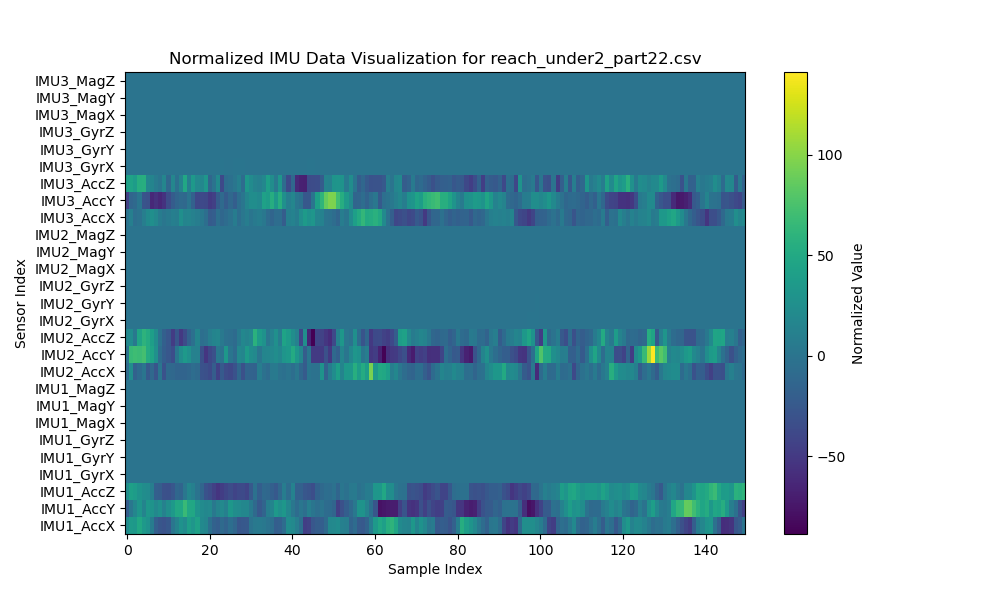 Normalized IMU Data Visualization for reach_under2_part22.csv
IMU3_MagZ
IMU3_MagY
IMU3_MagX
IMU3_GyrZ
IMU3_GyrY
IMU3_GyrX
IMU3_AccZ
IMU3_AccY
IMU3_AccX
IMU2_MagZ
IMU2_MagY
IMU2_MagX
IMU2_GyrZ
IMU2_GyrY
IMU2_GyrX
IMU2_AccZ
IMU2_AccY
IMU2_AccX
IMU1_MagZ
IMU1_MagY
IMU1_MagX
IMU1_GyrZ
IMU1_GyrY
IMU1_GyrX
IMU1_AccZ
IMU1_AccY
IMU1_AccX
Sensor Index
0 20 40 60 80 100 120 140
Sample Index
100
50
0
−50
Normalized Value